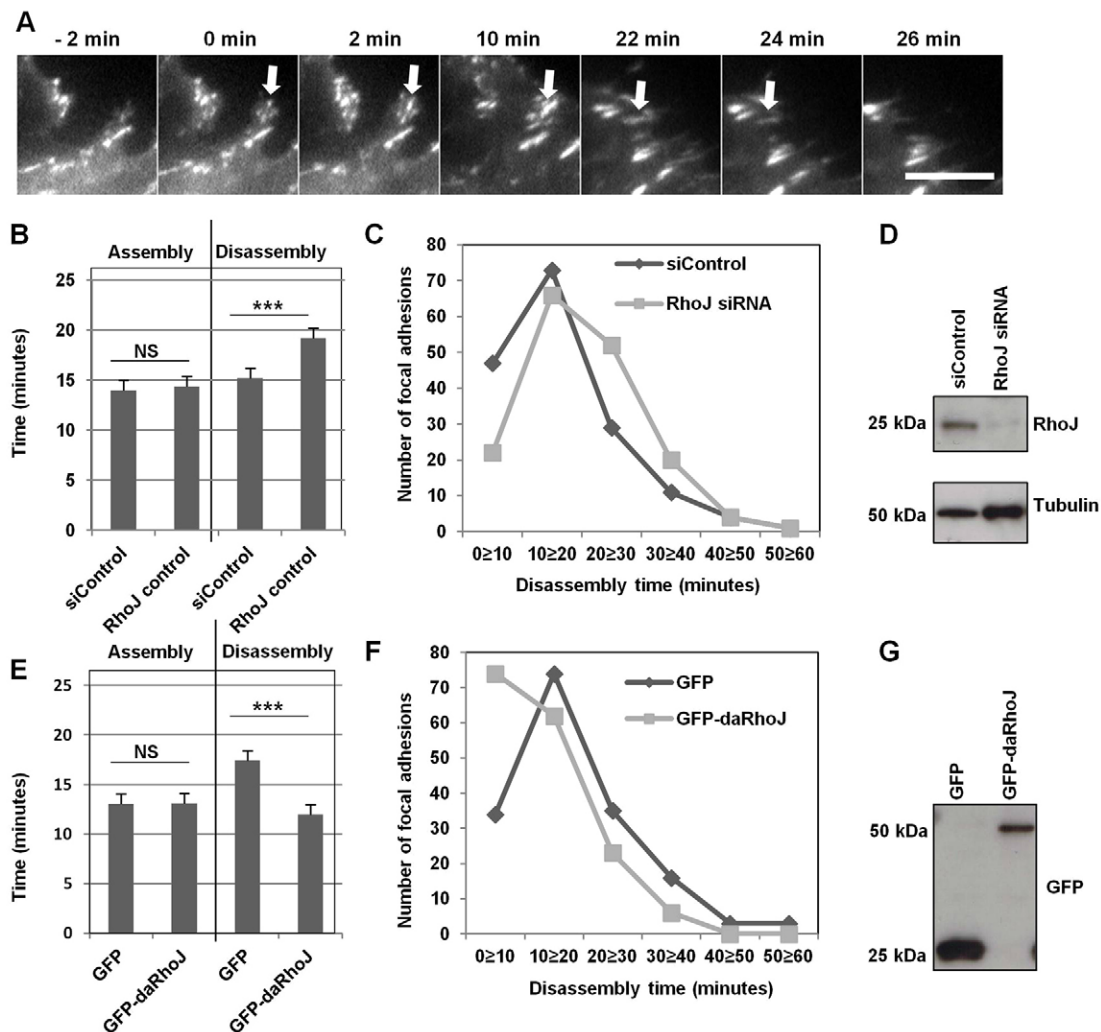 A
- 2 min 0 min 2 min 10 min 22 min 24 min 26 min
B
Assembly Disassembly
Time (minutes)
25
20
15
10
5
0
NS
***
siControl
RhoJ control
siControl
RhoJ control
C
Number of focal adhesions
80
70
60
50
40
30
20
10
0
siControl
RhoJ siRNA
0≥10 10≥20 20≥30 30≥40 40≥50 50≥60
Disassembly time (minutes)
D
siControl
RhoJ siRNA
25 kDa
RhoJ
50 kDa
Tubulin
E
Assembly Disassembly
Time (minutes)
25
20
15
10
5
0
NS
***
GFP
GFP-daRhoJ
GFP
GFP-daRhoJ
F
Number of focal adhesions
80
70
60
50
40
30
20
10
0
GFP
GFP-daRhoJ
0≥10 10≥20 20≥30 30≥40 40≥50 50≥60
Disassembly time (minutes)
G
GFP
GFP-daRhoJ
50 kDa
GFP
25 kDa